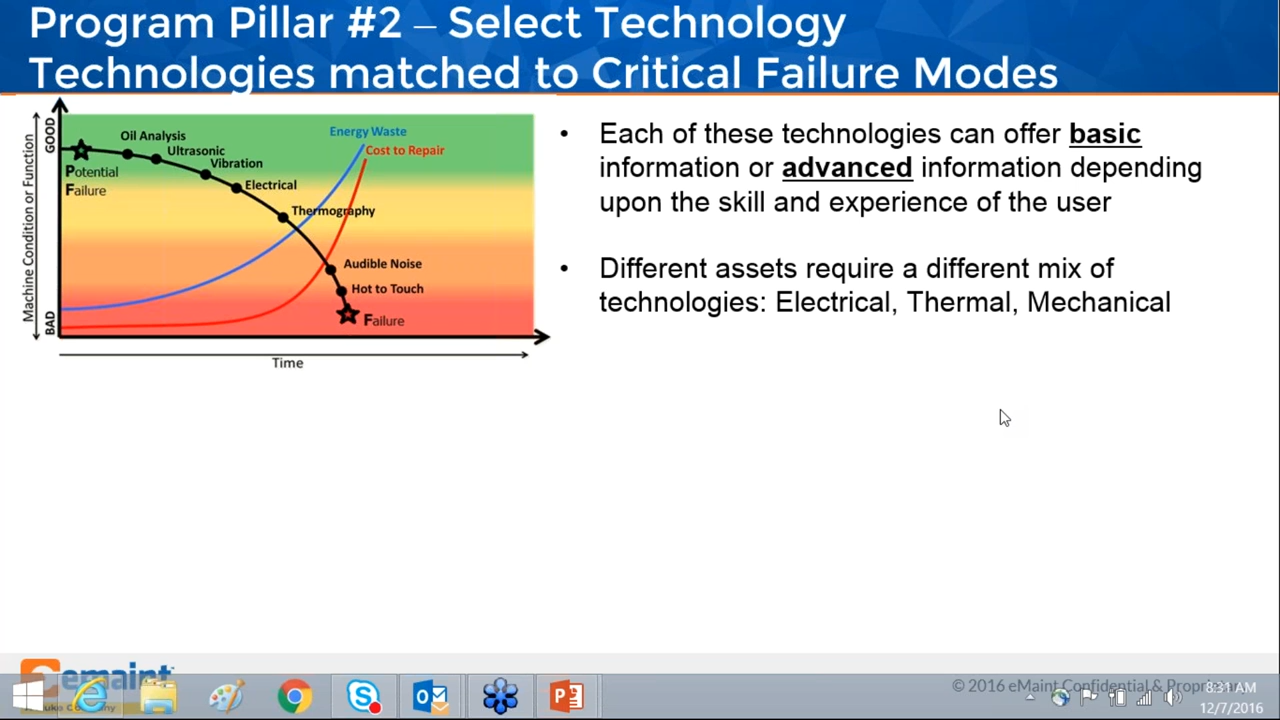 Program Pillar #2 – Select Technology
Technologies matched to Critical Failure Modes
Machine Condition or Function
GOOD
BAD
Oil Analysis
Ultrasonic
Vibration
Electrical
Thermography
Audible Noise
Hot to Touch
Failure
Potential
Failure
Energy Waste
Cost to Repair
Time
• Each of these technologies can offer basic
information or advanced information depending
upon the skill and experience of the user
• Different assets require a different mix of
technologies: Electrical, Thermal, Mechanical
emaint
© 2016 eMaint Confidential &
8:31 AM
12/7/2016